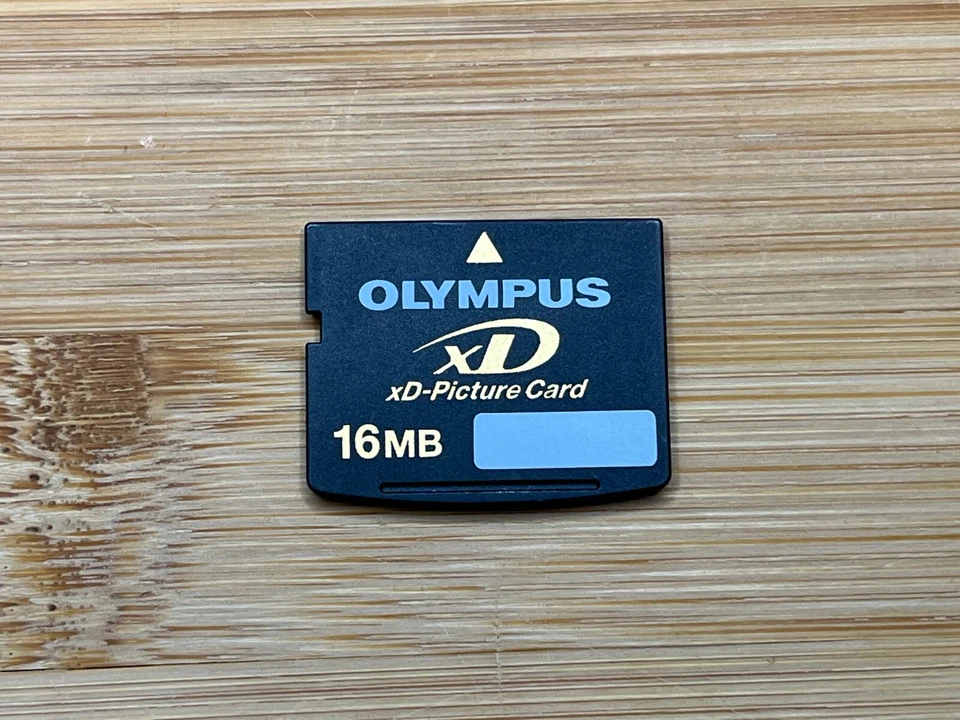 OLYMPUS
xD
xD-Picture Card
16MB